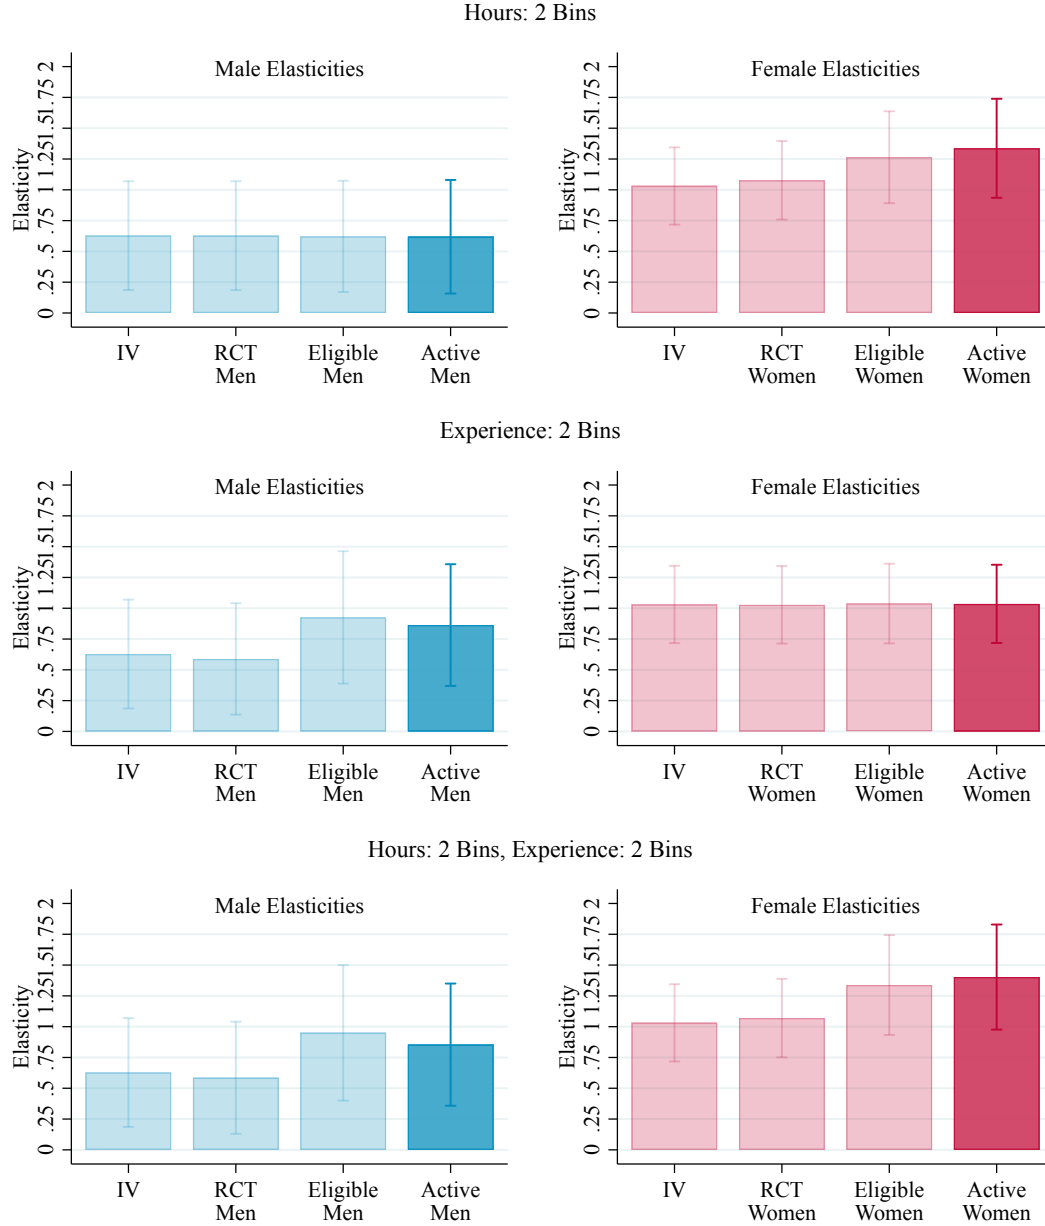 Hours: 2 Bins
Male Elasticities
Elasticity
0 .25 .5 .75 1 1.25 1.5 1.75 2
IV
RCT
Men
Eligible
Men
Active
Men
Female Elasticities
Elasticity
0 .25 .5 .75 1 1.25 1.5 1.75 2
IV
RCT
Women
Eligible
Women
Active
Women
Experience: 2 Bins
Male Elasticities
Elasticity
0 .25 .5 .75 1 1.25 1.5 1.75 2
IV
RCT
Men
Eligible
Men
Active
Men
Female Elasticities
Elasticity
0 .25 .5 .75 1 1.25 1.5 1.75 2
IV
RCT
Women
Eligible
Women
Active
Women
Hours: 2 Bins, Experience: 2 Bins
Male Elasticities
Elasticity
0 .25 .5 .75 1 1.25 1.5 1.75 2
IV
RCT
Men
Eligible
Men
Active
Men
Female Elasticities
Elasticity
0 .25 .5 .75 1 1.25 1.5 1.75 2
IV
RCT
Women
Eligible
Women
Active
Women